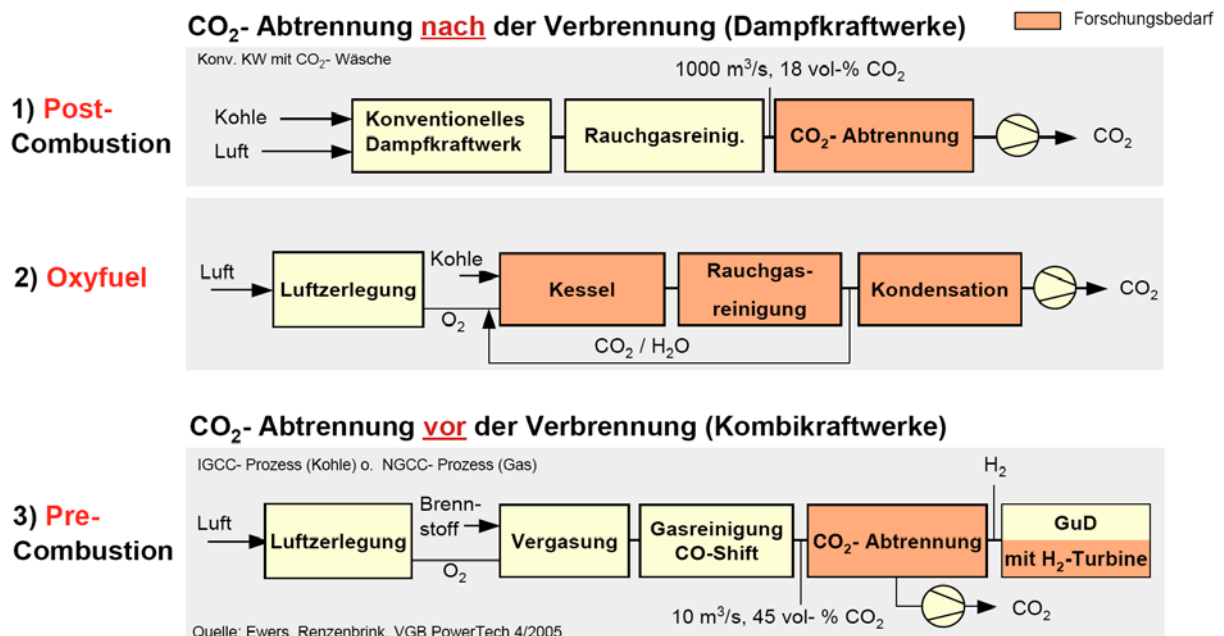 CO₂- Abtrennung nach der Verbrennung (Dampfkraftwerke)
Forschungsbedarf
Konv. KW mit CO₂- Wäsche
1000 m³/s, 18 vol-% CO₂
1) Post-
Combustion
Kohle
Luft
Konventionelles
Dampfkraftwerk
Rauchgasreinig.
CO₂- Abtrennung
CO₂
2) Oxyfuel
Luft
Luftzerlegung
Kohle
O₂
Kessel
Rauchgas-
reinigung
Kondensation
CO₂
CO₂ / H₂O
CO₂- Abtrennung vor der Verbrennung (Kombikraftwerke)
IGCC- Prozess (Kohle) o. NGCC- Prozess (Gas)
H₂
3) Pre-
Combustion
Luft
Luftzerlegung
Brenn-
stoff
O₂
Vergasung
Gasreinigung
CO-Shift
CO₂- Abtrennung
GuD
mit H₂-Turbine
10 m³/s, 45 vol- % CO₂
CO₂
Quelle: Ewers, Renzenbrink, VGB PowerTech 4/2005